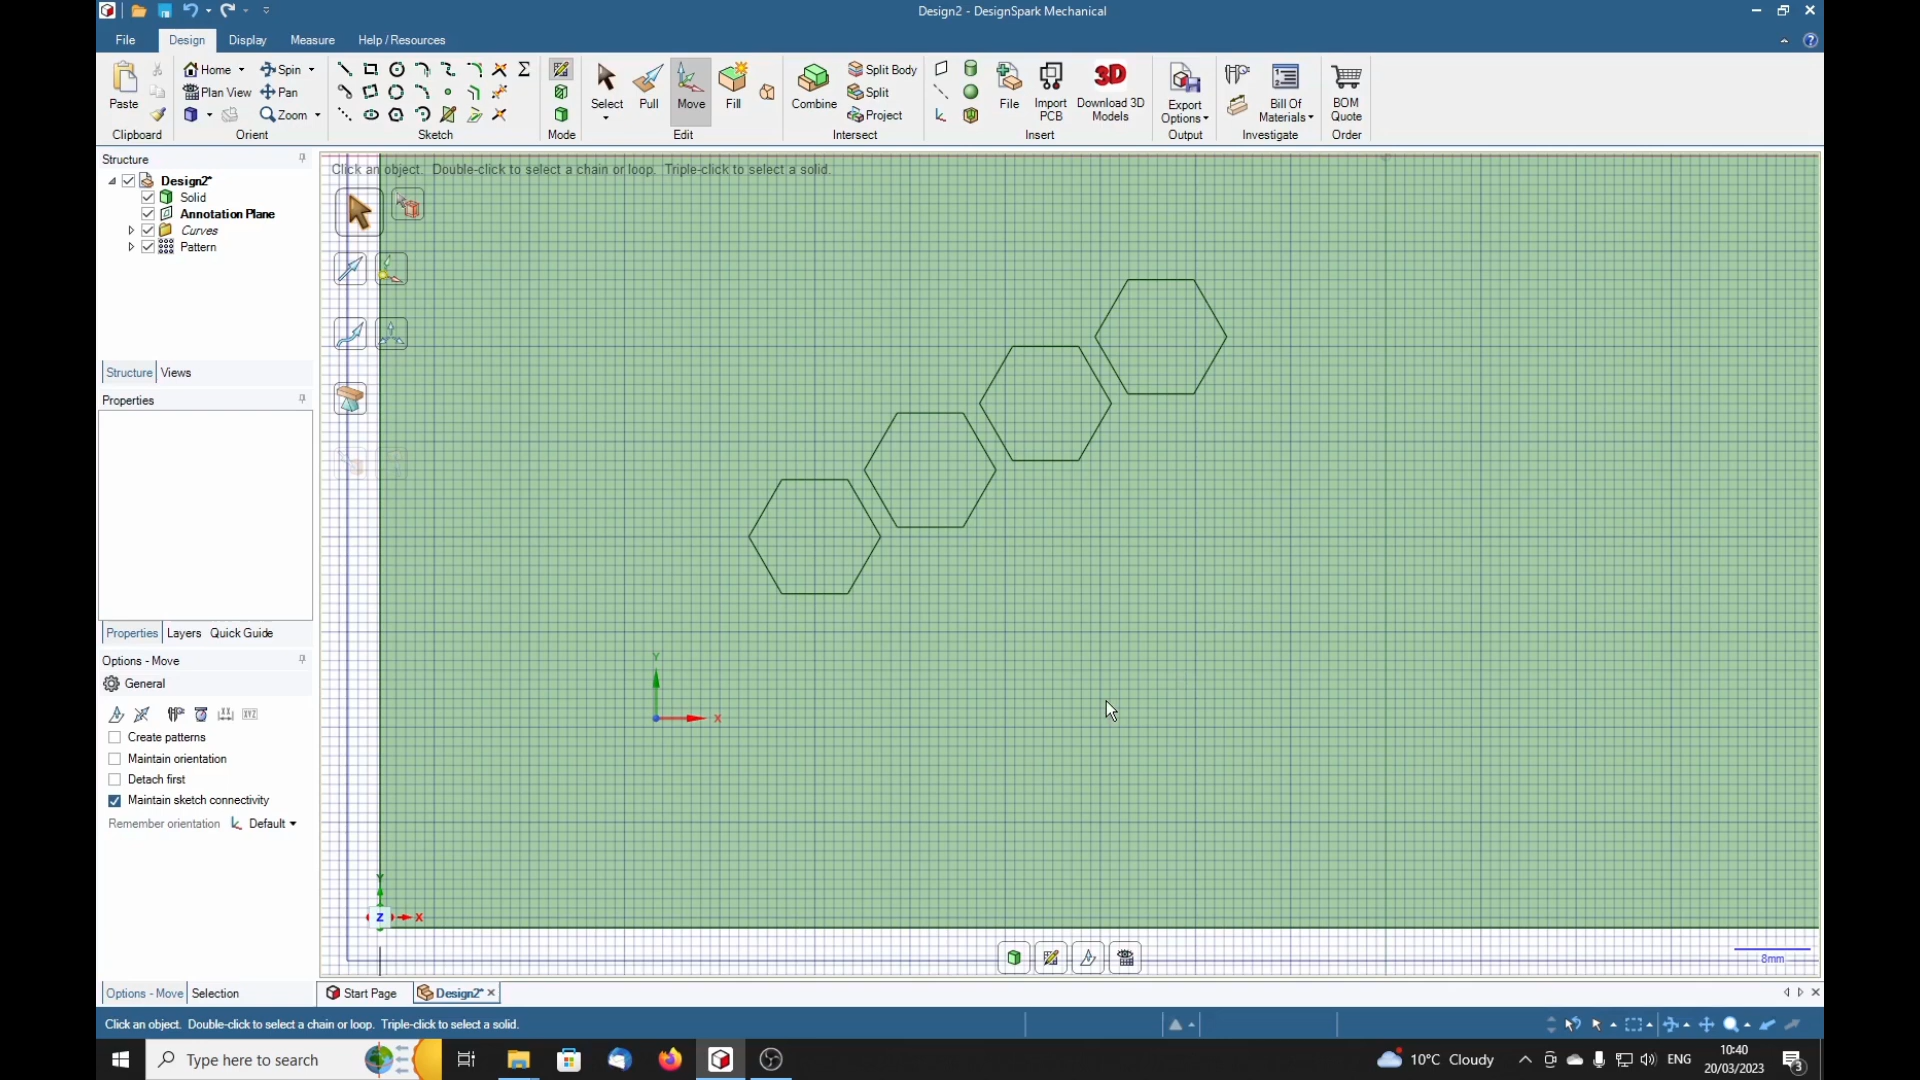 Design2 - DesignSpark Mechanical
File Design Display Measure Help / Resources
Paste Home Spin Plan View Pan Zoom Select Pull Move Fill Combine Split Body Split Project File Import PCB Download 3D Models Export Options Bill Of Materials BOM Quote
Clipboard Orient Sketch Mode Edit Intersect Insert Output Investigate Order
Structure
Design2*
Solid
Annotation Plane
Curves
Pattern
Structure Views
Properties
Properties Layers Quick Guide
Options - Move
General
Create patterns
Maintain orientation
Detach first
Maintain sketch connectivity
Remember orientation Default
Options - Move Selection
Click an object. Double-click to select a chain or loop. Triple-click to select a solid.
Y
X
Y
Z X
8mm
Start Page Design2*
Click an object. Double-click to select a chain or loop. Triple-click to select a solid.
Type here to search
10°C Cloudy ENG 10:40
20/03/2023 3